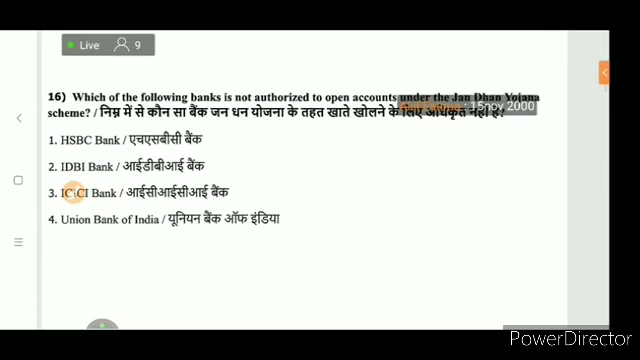 Live 9
16) Which of the following banks is not authorized to open accounts under the Jan Dhan Yojana
: 15nov 2000
scheme? / निम्न में से कौन सा बैंक जन धन योजना के तहत खाते खोलने के लिए अधिकृत नहीं है?
1. HSBC Bank / एचएसबीसी बैंक
2. IDBI Bank / आईडीबीआई बैंक
3. ICICI Bank / आईसीआईसीआई बैंक
4. Union Bank of India / यूनियन बैंक ऑफ इंडिया
PowerDirector